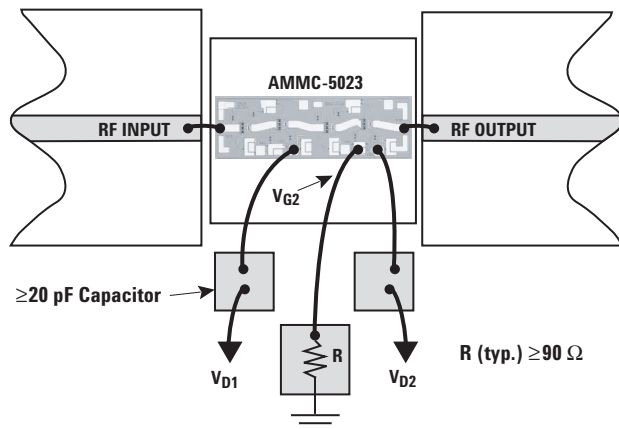 AMMC-5023
RF INPUT
RF OUTPUT
VG2
≥20 pF Capacitor
R
R (typ.) ≥90 Ω
VD1
VD2